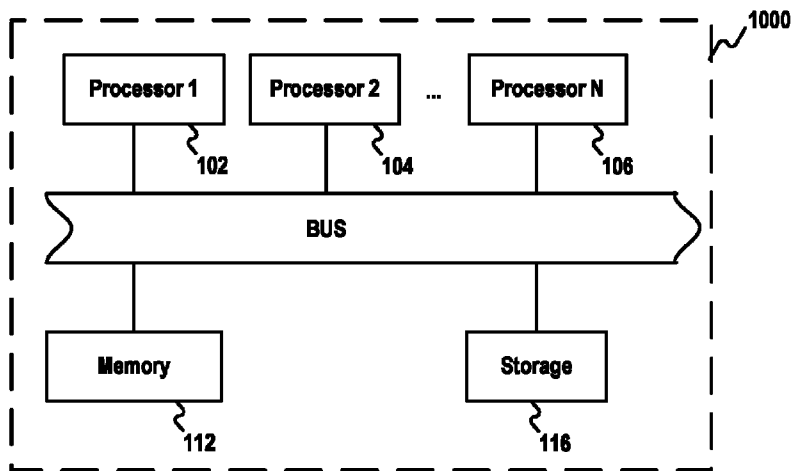 1000
Processor 1
Processor 2
...
Processor N
102
104
106
BUS
Memory
Storage
112
116